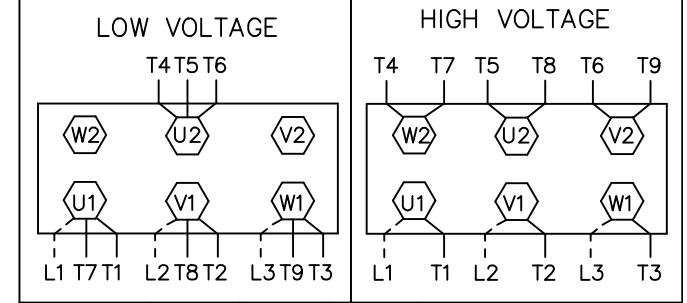 LOW VOLTAGE
T4 T5 T6
W2 U2 V2
U1 V1 W1
L1 T7 T1 L2 T8 T2 L3 T9 T3
HIGH VOLTAGE
T4 T7 T5 T8 T6 T9
W2 U2 V2
U1 V1 W1
L1 T1 L2 T2 L3 T3